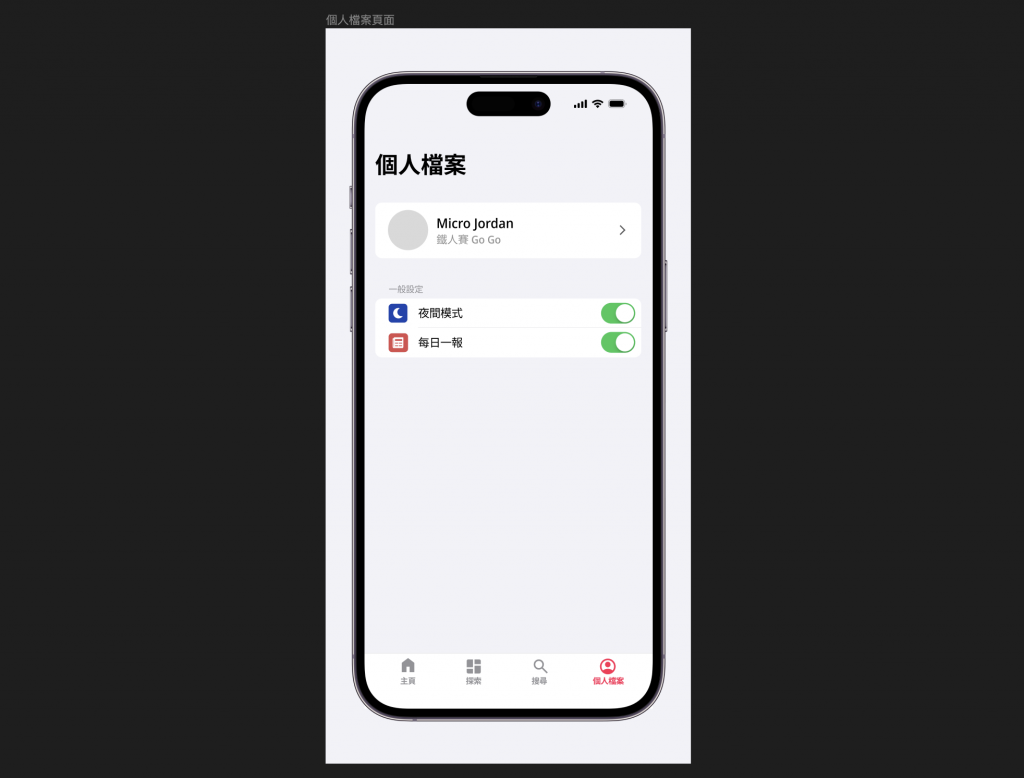 個人檔案頁面
個人檔案
Micro Jordan
鐵人賽 Go Go
一般設定
夜間模式
每日一報
主頁
探索
搜尋
個人檔案